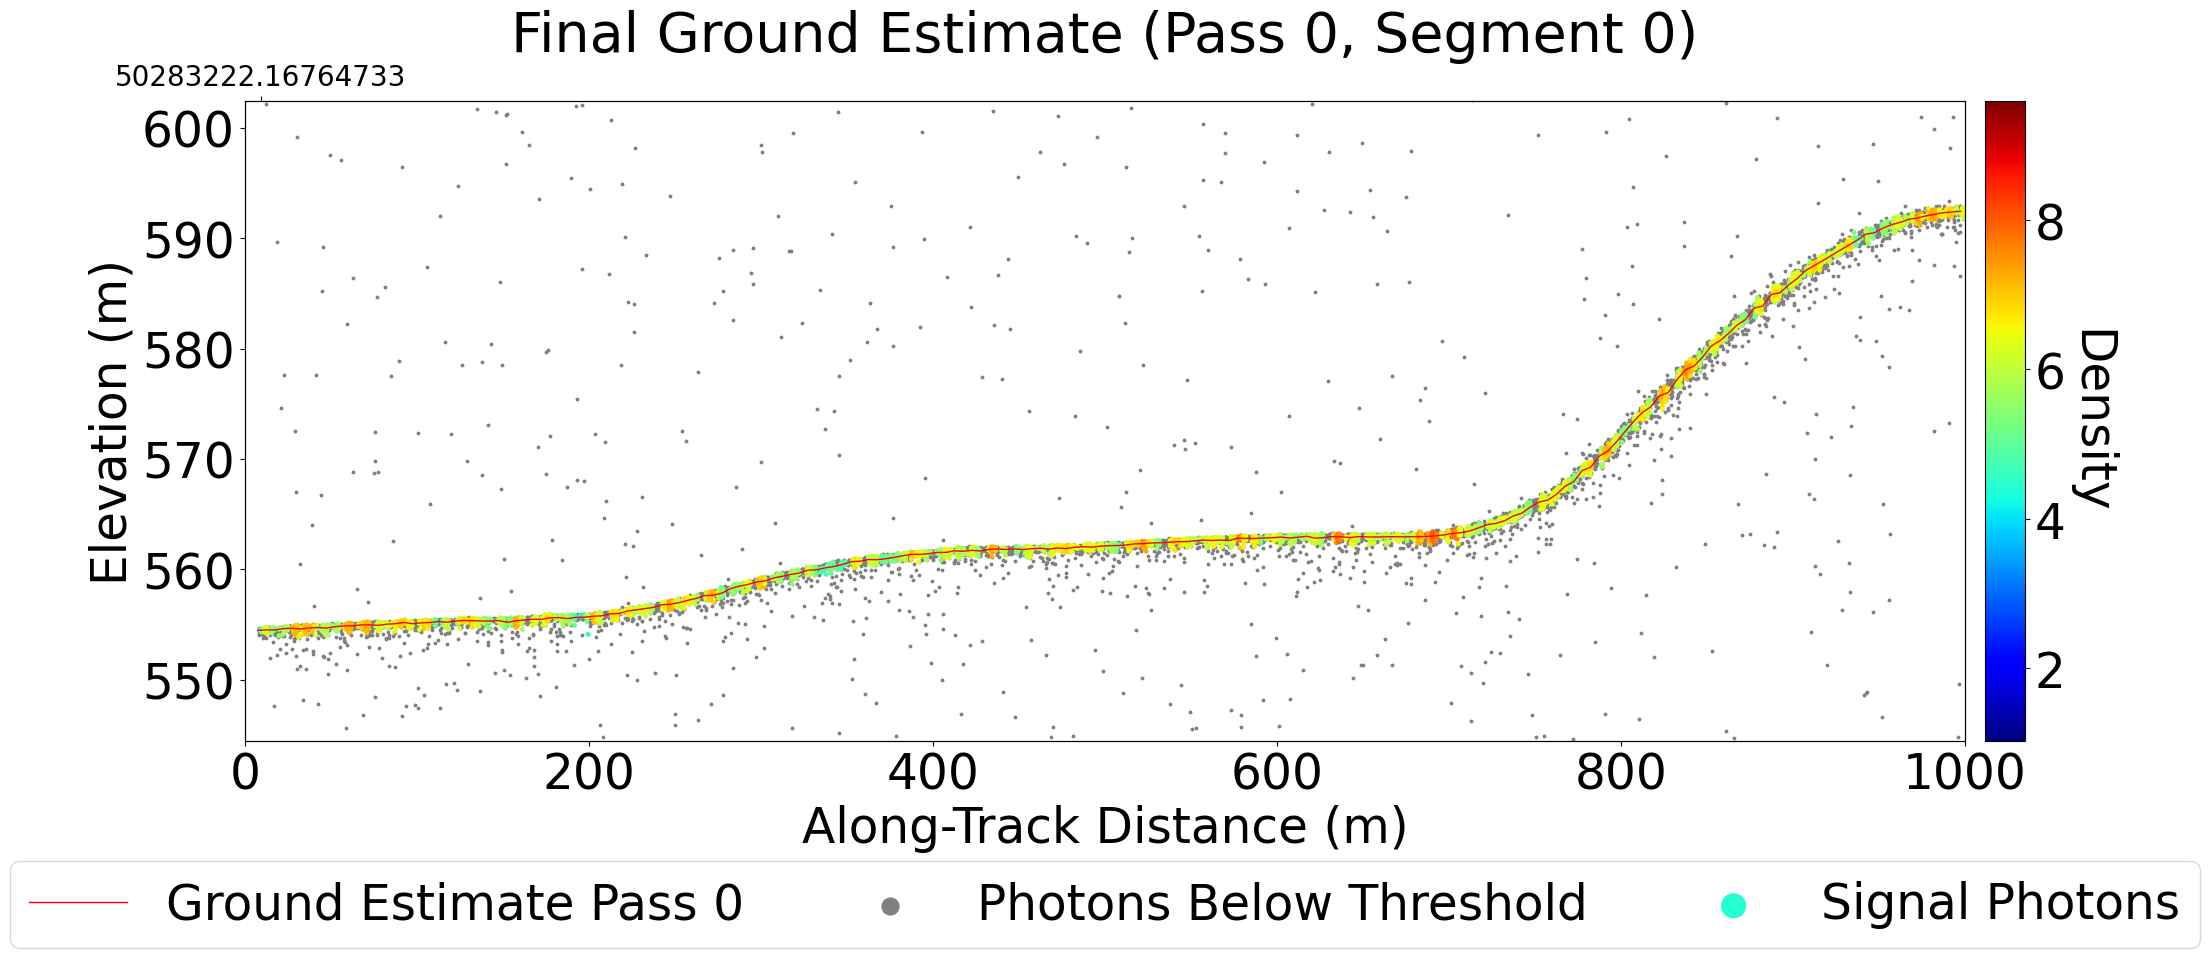 Final Ground Estimate (Pass 0, Segment 0)
50283222.16764733
600
590
580
570
560
550
Elevation (m)
0 200 400 600 800 1000
Along-Track Distance (m)
8
6
4
2
Density
Ground Estimate Pass 0 Photons Below Threshold Signal Photons